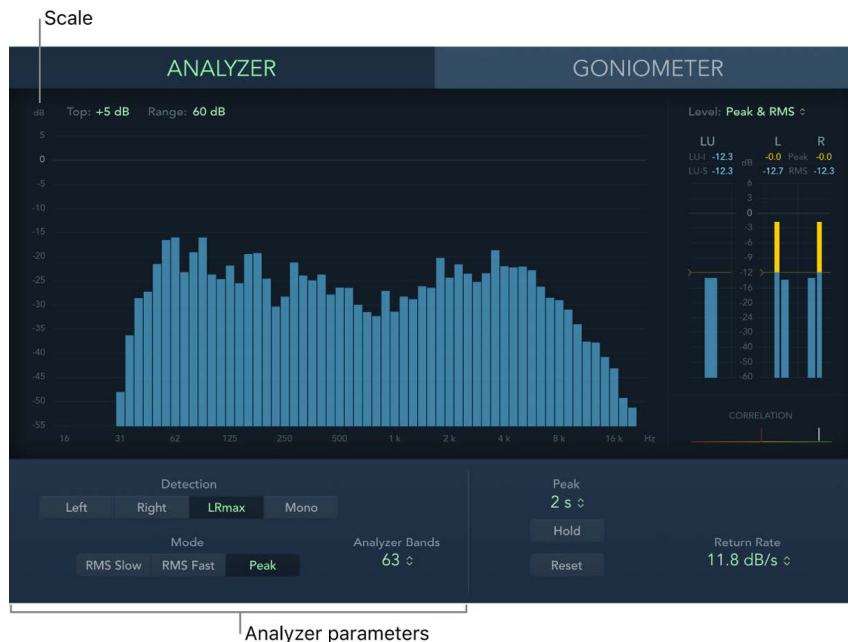 Scale
ANALYZER
GONIOMETER
dB Top: +5 dB Range: 60 dB
5
0
-5
-10
-15
-20
-25
-30
-35
-40
-45
-50
-55
16 31 62 125 250 500 1 k 2 k 4 k 8 k 16 k Hz
Level: Peak & RMS
LU L R
LU-I -12.3 dB -0.0 Peak -0.0
LU-S -12.3 -12.7 RMS -12.3
6
3
0
-3
-6
-9
-12
-16
-20
-24
-30
-40
-50
-60
CORRELATION
Detection
Left Right LRmax Mono
Mode
RMS Slow RMS Fast Peak
Analyzer Bands
63
Peak
2 s
Hold
Reset
Return Rate
11.8 dB/s
Analyzer parameters